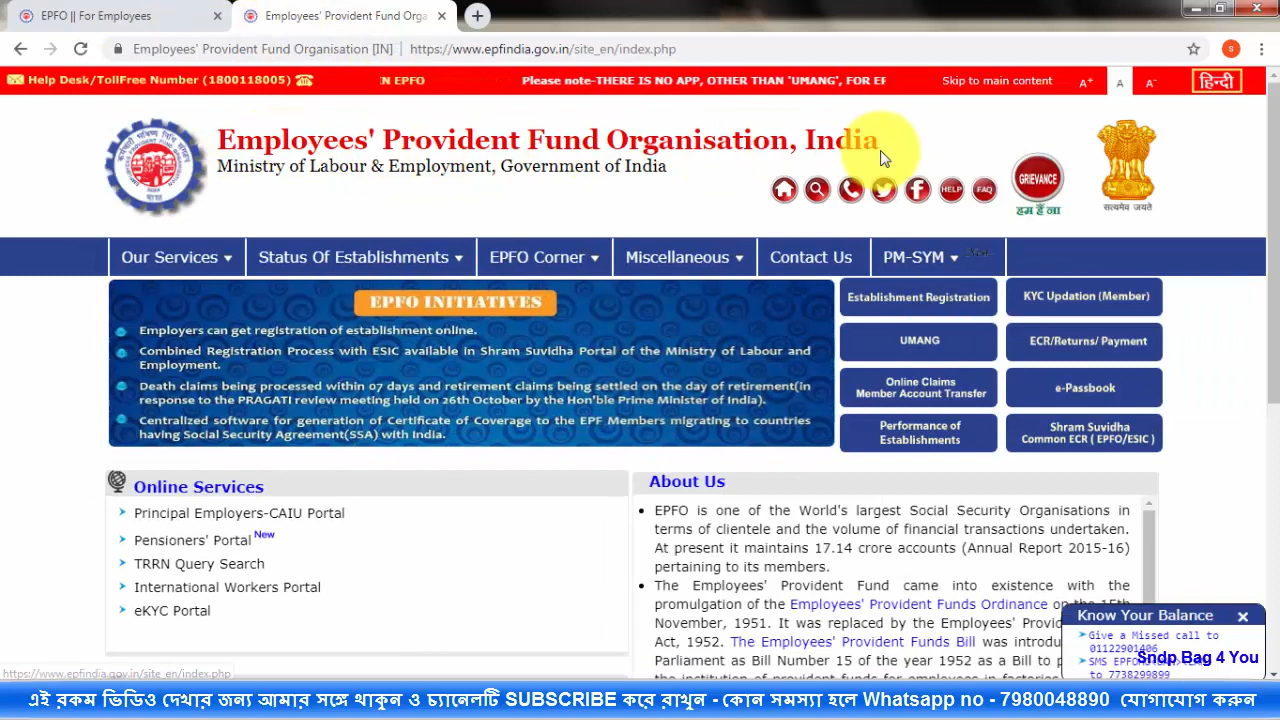 EPFO || For Employees
Employees' Provident Fund Orga
Employees' Provident Fund Organisation [IN]
https://www.epfindia.gov.in/site_en/index.php
Help Desk/TollFree Number (1800118005)
IN EPFO
Please note-THERE IS NO APP, OTHER THAN 'UMANG', FOR EF
Skip to main content
A+
A
A-
हिन्दी
Employees' Provident Fund Organisation, India
Ministry of Labour & Employment, Government of India
HELP
FAQ
GRIEVANCE
हम हैं ना
सत्यमेव जयते
Our Services
Status Of Establishments
EPFO Corner
Miscellaneous
Contact Us
PM-SYM
EPFO INITIATIVES
Employers can get registration of establishment online.
Combined Registration Process with ESIC available in Shram Suvidha Portal of the Ministry of Labour and
Employment.
Death claims being processed within 07 days and retirement claims being settled on the day of retirement(in
response to the PRAGATI review meeting held on 26th October by the Hon'ble Prime Minister of India).
Centralized software for generation of Certificate of Coverage to the EPF Members migrating to countries
having Social Security Agreement(SSA) with India.
Establishment Registration
KYC Updation (Member)
UMANG
ECR/Returns/ Payment
Online Claims
Member Account Transfer
e-Passbook
Performance of
Establishments
Shram Suvidha
Common ECR ( EPFO/ESIC )
Online Services
Principal Employers-CAIU Portal
Pensioners' Portal New
TRRN Query Search
International Workers Portal
eKYC Portal
About Us
EPFO is one of the World's largest Social Security Organisations in
terms of clientele and the volume of financial transactions undertaken.
At present it maintains 17.14 crore accounts (Annual Report 2015-16)
pertaining to its members.
The Employees' Provident Fund came into existence with the
promulgation of the Employees' Provident Funds Ordinance on the 15th
November, 1951. It was replaced by the Employees' Provi
Act, 1952. The Employees' Provident Funds Bill was introdu
Parliament as Bill Number 15 of the year 1952 as a Bill to p
Know Your Balance
Give a Missed call to
01122901406
SMS
to 7738299899
Sndp Bag 4 You
https://www.epfindia.gov.in/site_en/index.php
এই রকম ভিডিও দেখার জন্য আমার সঙ্গে থাকুন ও চ্যানেলটি SUBSCRIBE করে রাখুন - কোন সমস্যা হলে Whatsapp no - 7980048890 যোগাযোগ করুন